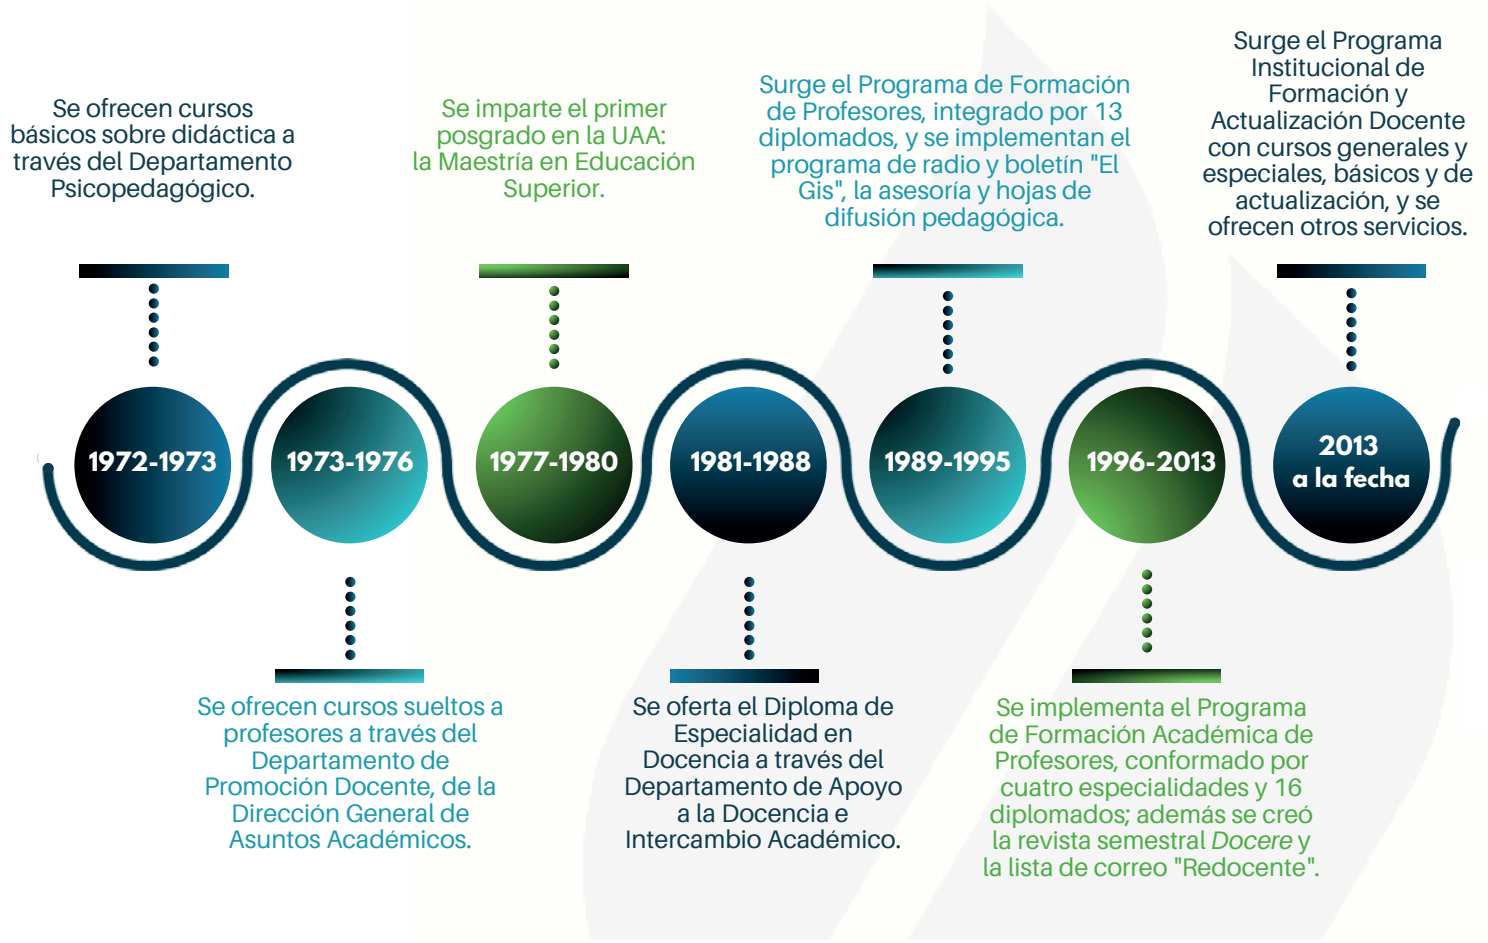 Se ofrecen cursos
básicos sobre didáctica a
través del Departamento
Psicopedagógico.
1972-1973
Se ofrecen cursos sueltos a
profesores a través del
Departamento de
Promoción Docente, de la
Dirección General de
Asuntos Académicos.
1973-1976
Se imparte el primer
posgrado en la UAA:
la Maestría en Educación
Superior.
1977-1980
Se oferta el Diploma de
Especialidad en
Docencia a través del
Departamento de Apoyo
a la Docencia e
Intercambio Académico.
1981-1988
Surge el Programa de Formación
de Profesores, integrado por 13
diplomados, y se implementan el
programa de radio y boletín "El
Gis", la asesoría y hojas de
difusión pedagógica.
1989-1995
Se implementa el Programa
de Formación Académica de
Profesores, conformado por
cuatro especialidades y 16
diplomados; además se creó
la revista semestral Docere y
la lista de correo "Redocente".
1996-2013
Surge el Programa
Institucional de
Formación y
Actualización Docente
con cursos generales y
especiales, básicos y de
actualización, y se
ofrecen otros servicios.
2013
a la fecha